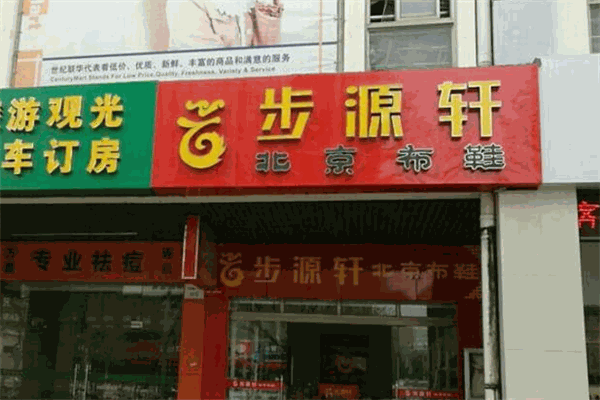 世纪联华代表着低价、优质、新鲜、丰富的商品和满意的服务
CenturyMart Stands For Low Price, Quality, Freshness, Variety & Service
游观光
车订房
步源轩
北京布鞋
专业祛痘
步源轩 北京布鞋